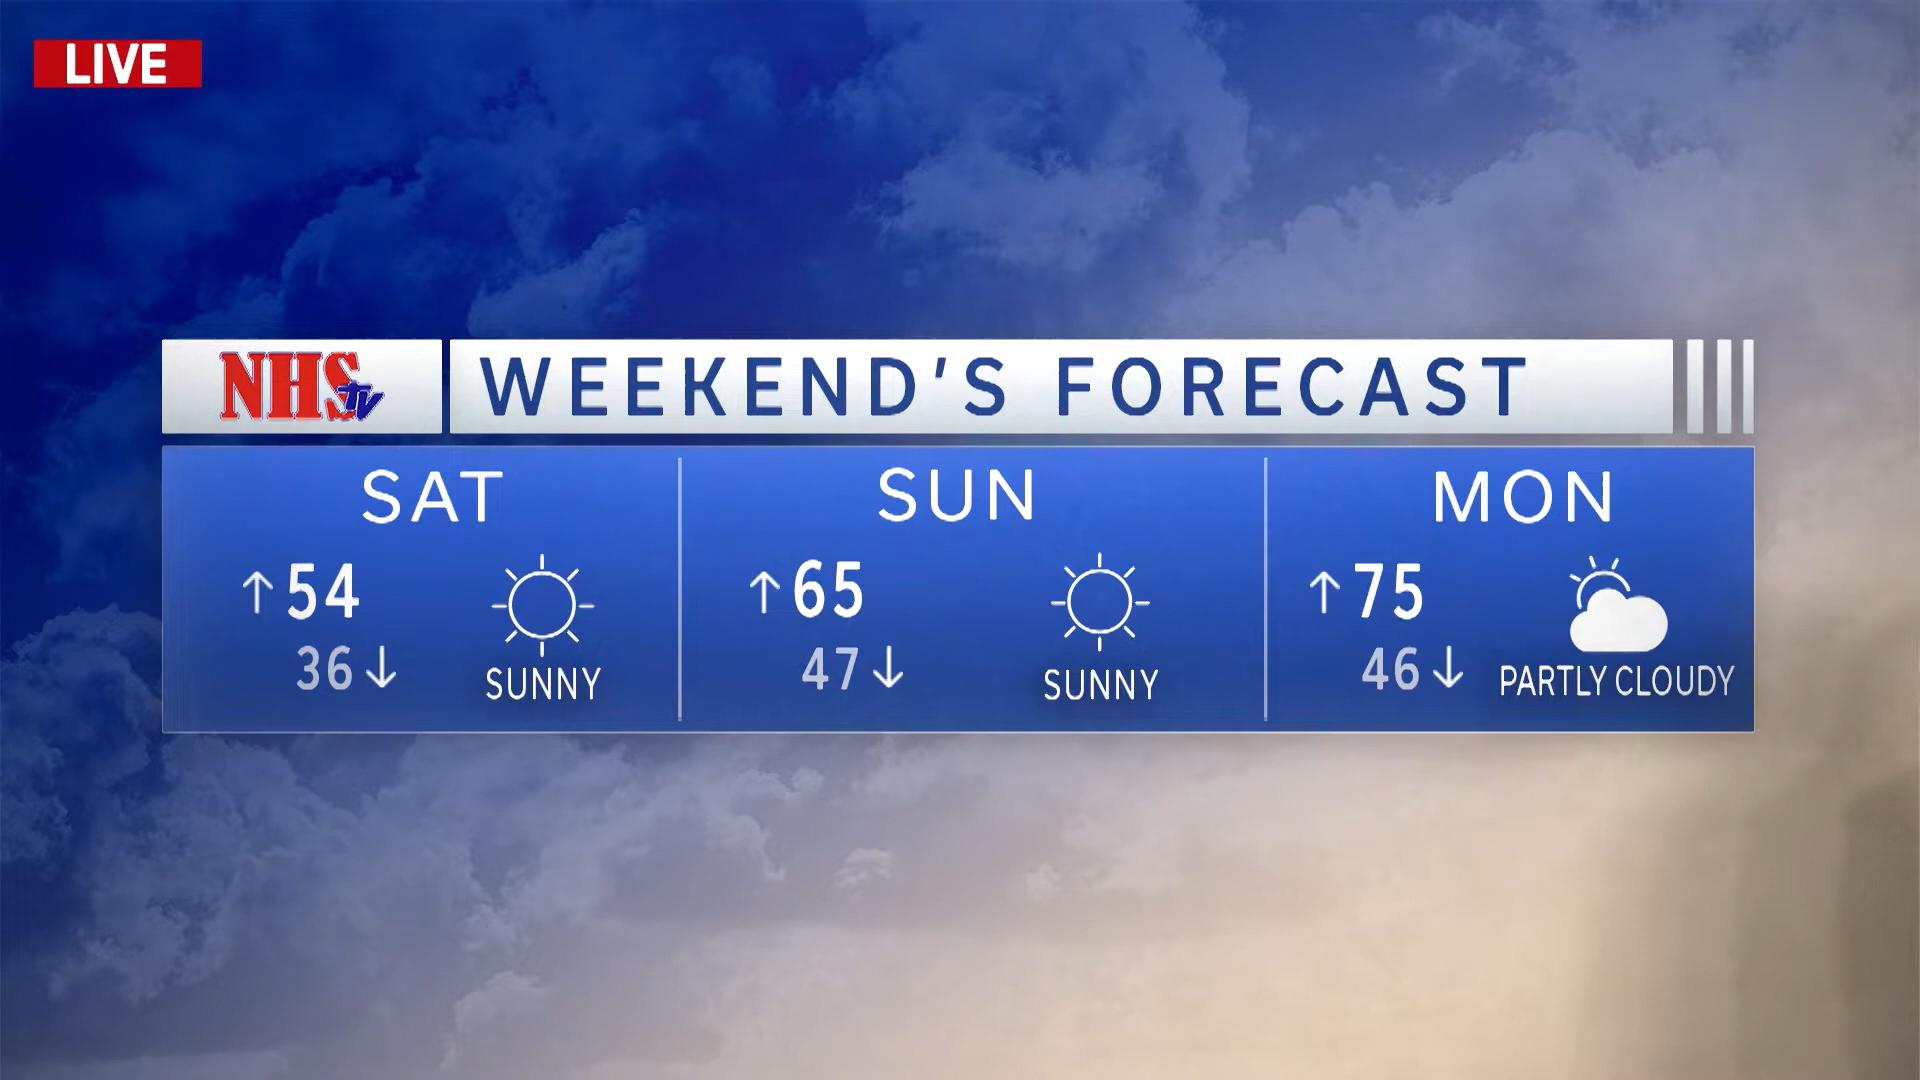 LIVE
NHS TV WEEKEND'S FORECAST
SAT SUN MON
↑54 ↑65 ↑75
36↓ 47↓ 46↓
SUNNY SUNNY PARTLY CLOUDY